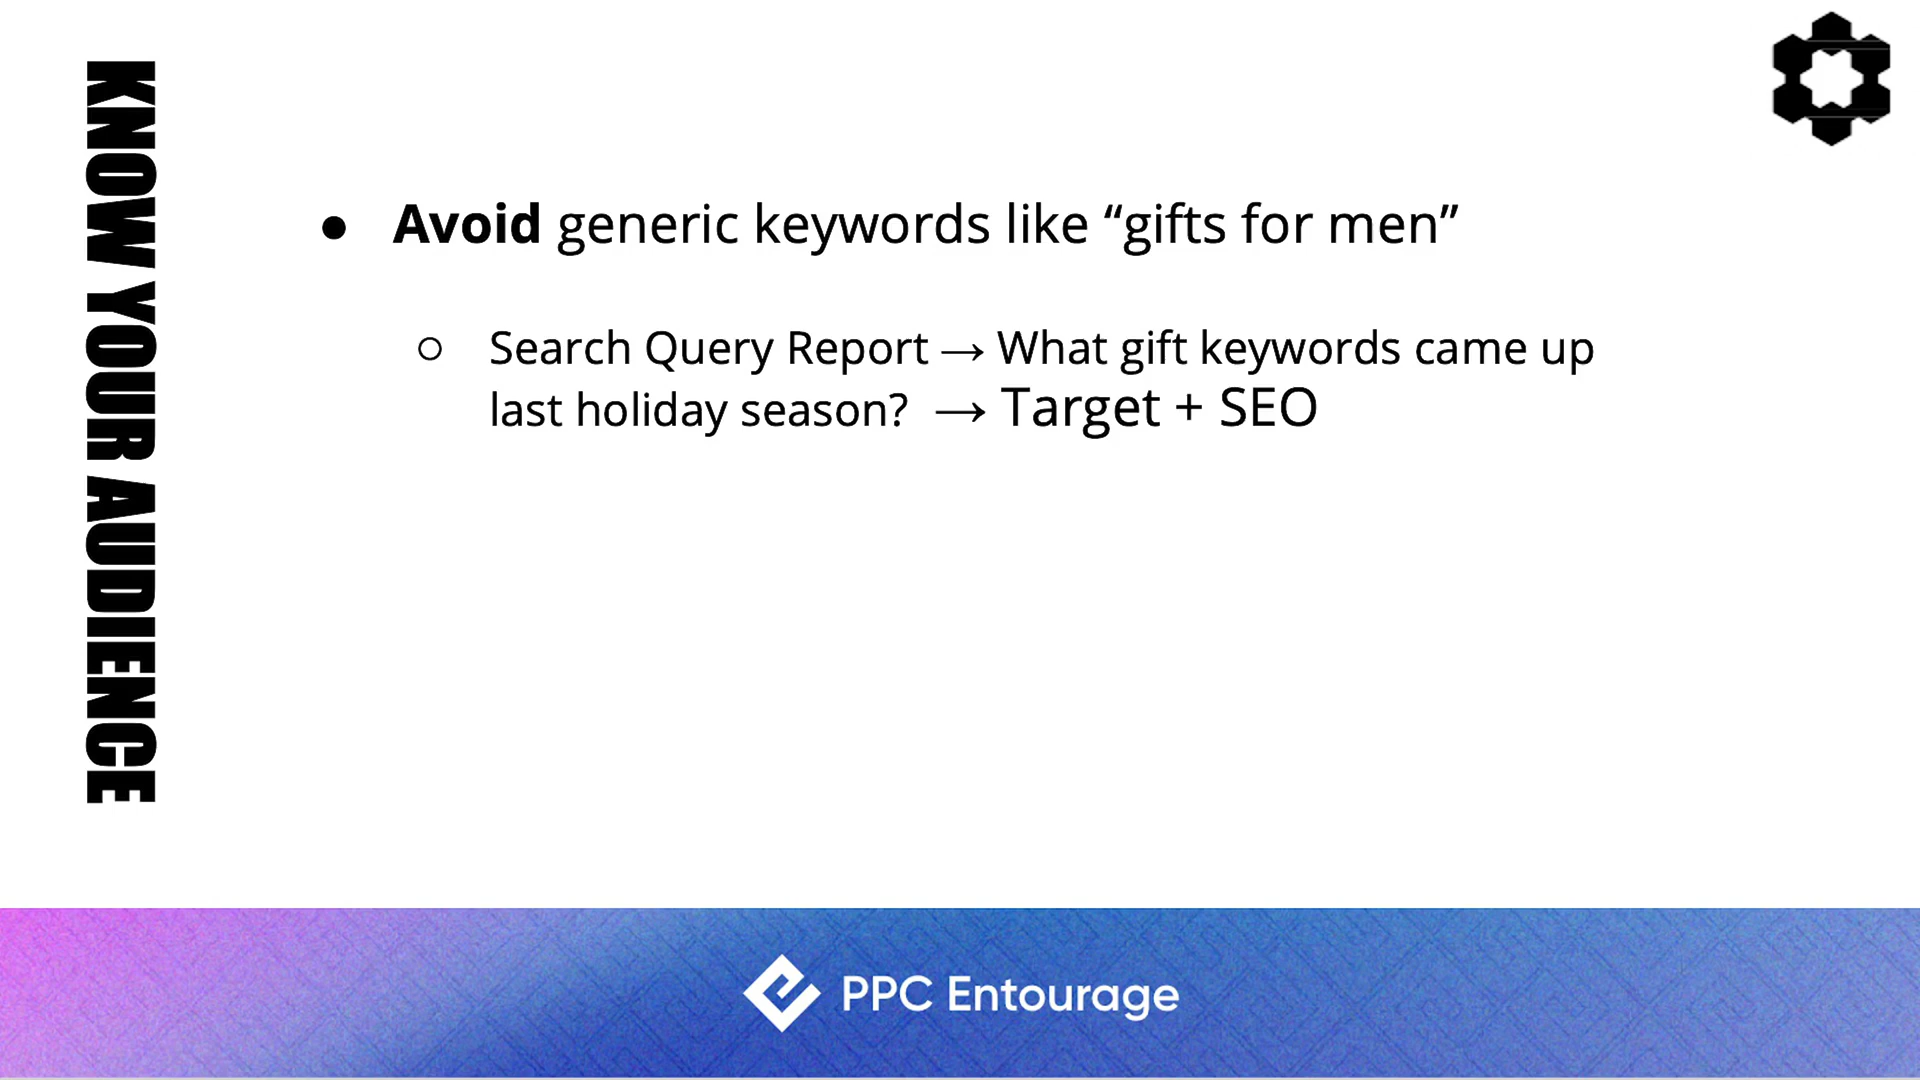 KNOW YOUR AUDIENCE
● Avoid generic keywords like “gifts for men”
○ Search Query Report → What gift keywords came up
last holiday season? → Target + SEO
PPC Entourage